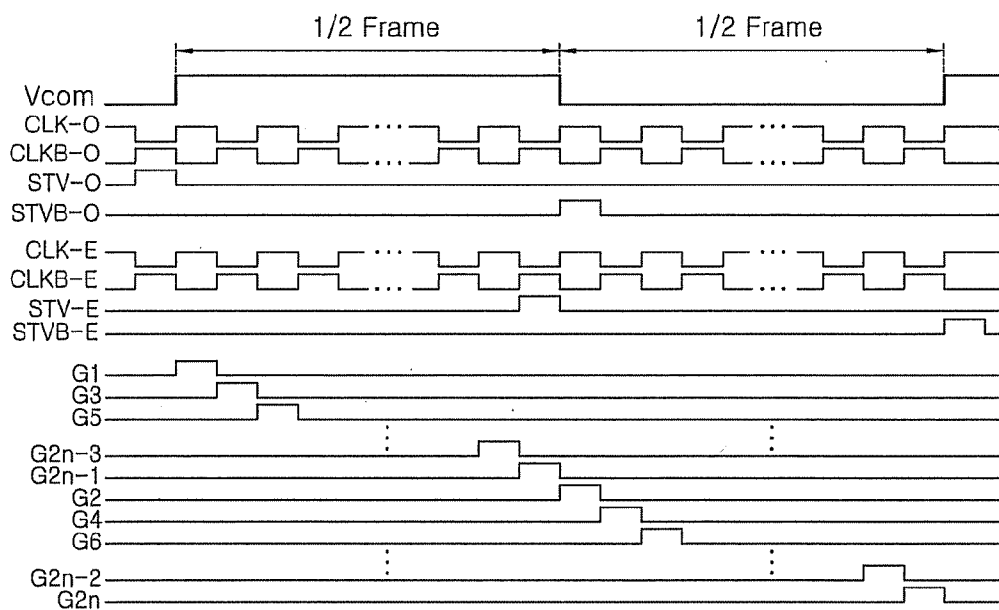 1/2 Frame 1/2 Frame
Vcom
CLK-O
CLKB-O
STV-O
STVB-O
CLK-E
CLKB-E
STV-E
STVB-E
G1
G3
G5
G2n-3
G2n-1
G2
G4
G6
G2n-2
G2n